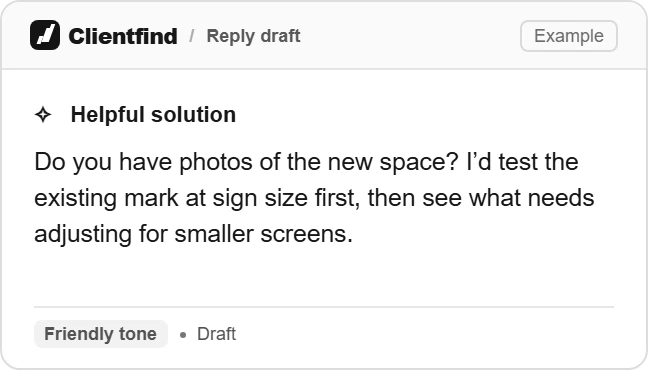 Clientfind / Reply draft Example
Helpful solution
Do you have photos of the new space? I’d test the
existing mark at sign size first, then see what needs
adjusting for smaller screens.
Friendly tone • Draft